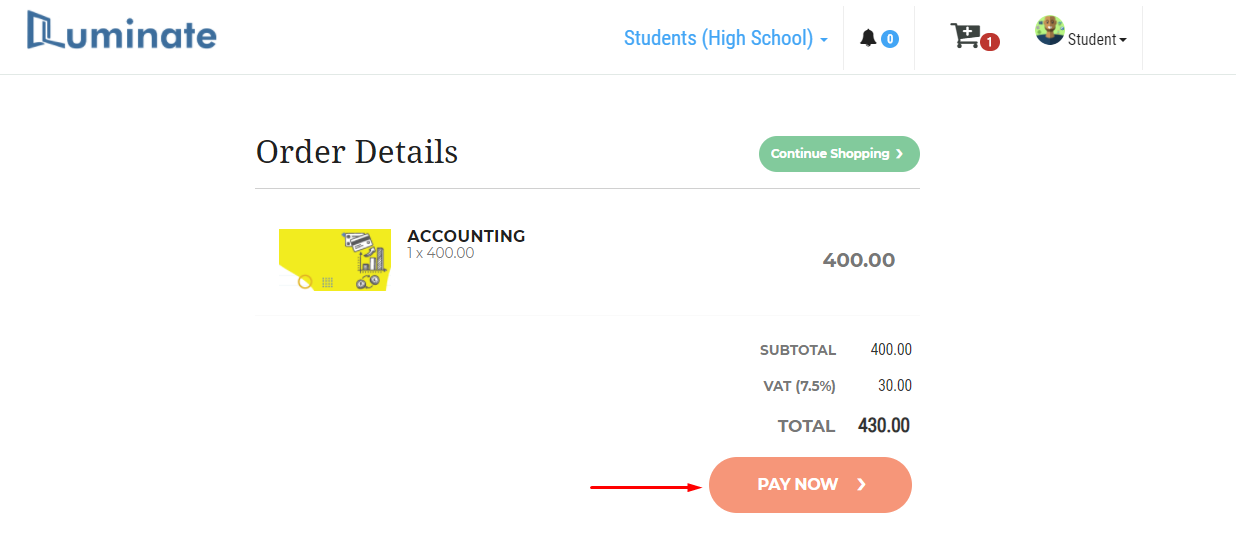 Luminate
Students (High School)
0
1
Student
Order Details
Continue Shopping
ACCOUNTING
1 x 400.00
400.00
SUBTOTAL 400.00
VAT (7.5%) 30.00
TOTAL 430.00
PAY NOW